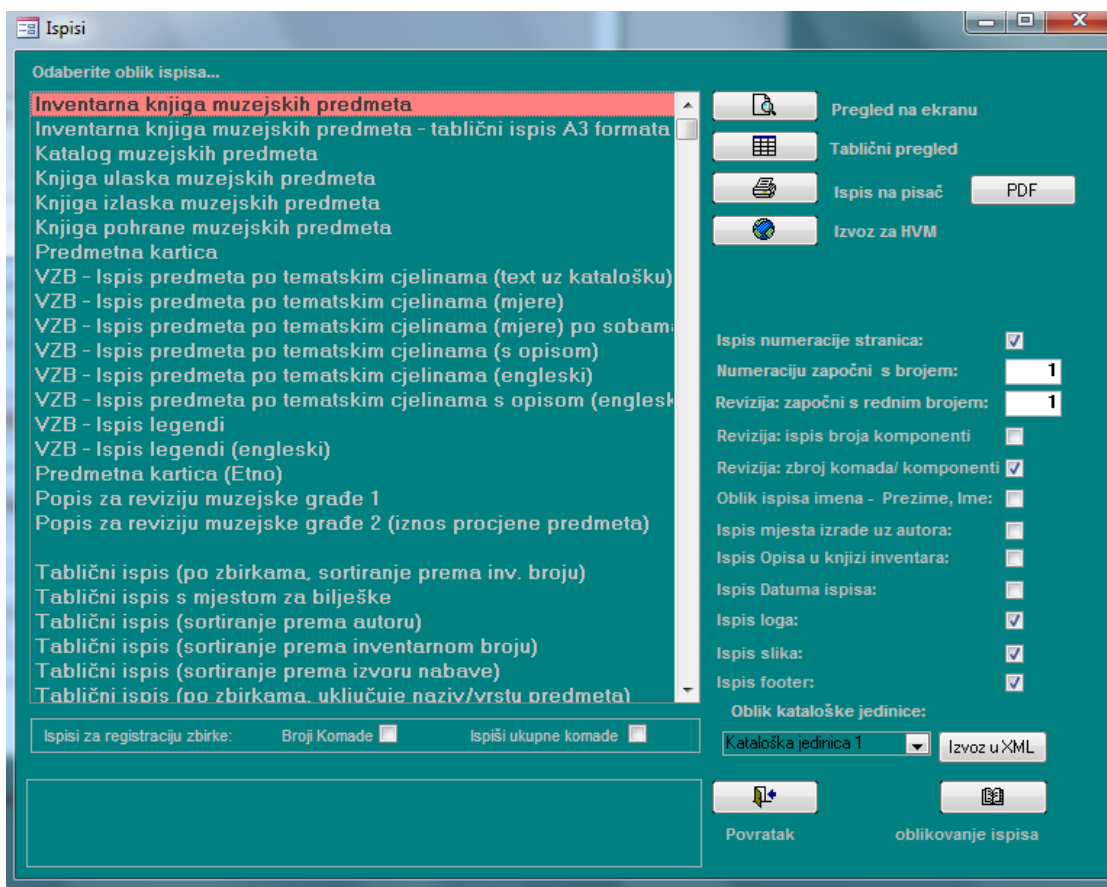 Ispisi
Odaberite oblik ispisa...
Inventarna knjiga muzejskih predmeta
Inventarna knjiga muzejskih predmeta - tablični ispis A3 formata
Katalog muzejskih predmeta
Knjiga ulaska muzejskih predmeta
Knjiga izlaska muzejskih predmeta
Knjiga pohrane muzejskih predmeta
Predmetna kartica
VZB - Ispis predmeta po tematskim cjelinama (text uz katalošku)
VZB - Ispis predmeta po tematskim cjelinama (mjere)
VZB - Ispis predmeta po tematskim cjelinama (mjere) po sobam
VZB - Ispis predmeta po tematskim cjelinama (s opisom)
VZB - Ispis predmeta po tematskim cjelinama (engleski)
VZB - Ispis predmeta po tematskim cjelinama s opisom (englesk
VZB - Ispis legendi
VZB - Ispis legendi (engleski)
Predmetna kartica (Etno)
Popis za reviziju muzejske građe 1
Popis za reviziju muzejske građe 2 (iznos procjene predmeta)
Tablični ispis (po zbirkama, sortiranje prema inv. broju)
Tablični ispis s mjestom za bilješke
Tablični ispis (sortiranje prema autoru)
Tablični ispis (sortiranje prema inventarnom broju)
Tablični ispis (sortiranje prema izvoru nabave)
Tablični ispis (po zbirkama, uključuje naziv/vrstu predmeta)
Ispisi za registraciju zbirke: Broji Komade Ispiši ukupne komade
Pregled na ekranu
Tablični pregled
Ispis na pisač PDF
Izvoz za HVM
Ispis numeracije stranica:
Numeraciju započni s brojem: 1
Revizija: započni s rednim brojem: 1
Revizija: ispis broja komponenti
Revizija: zbroj komada/ komponenti
Oblik ispisa imena - Prezime, Ime:
Ispis mjesta izrade uz autora:
Ispis Opisa u knjizi inventara:
Ispis Datuma ispisa:
Ispis loga:
Ispis slika:
Ispis footer:
Oblik kataloške jedinice:
Kataloška jedinica 1 Izvoz u XML
Povratak oblikovanje ispisa